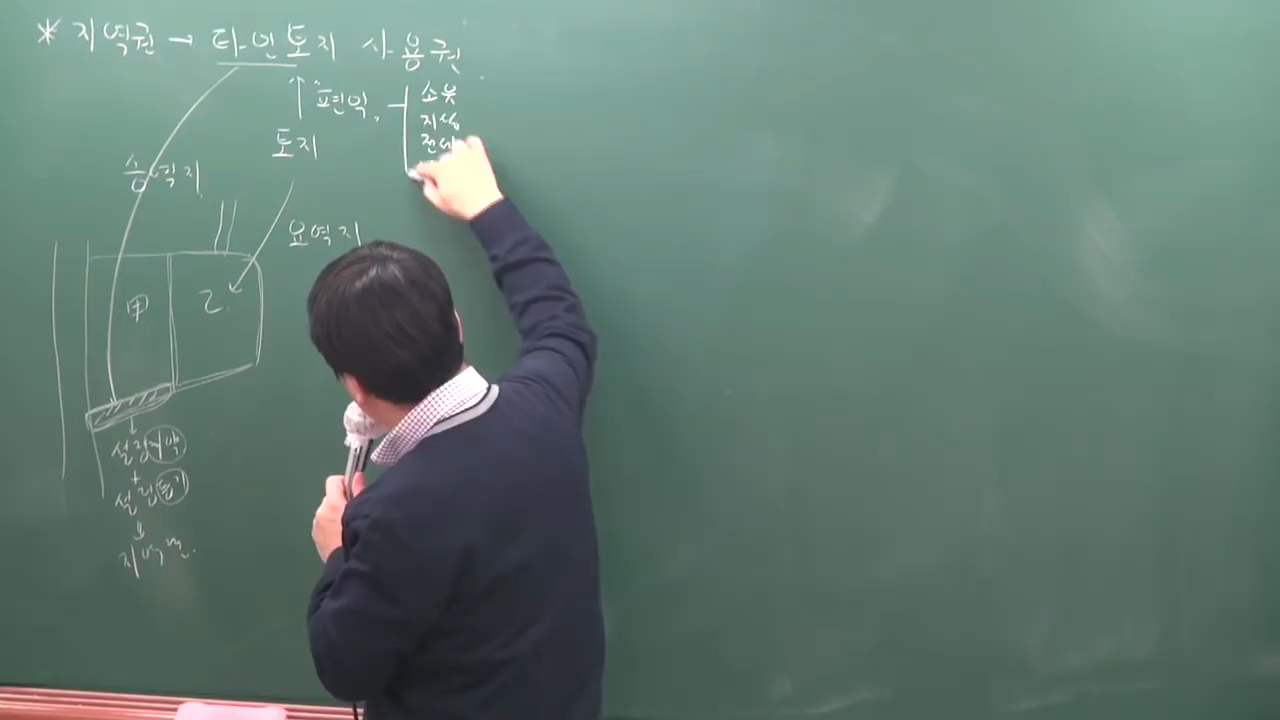 * 지역권 → 타인토지 사용권
↑ "편익"
소유
지상
전세
토지
승역지
요역지
甲
乙
설정계약
+
설정등기
⇓
지역권.